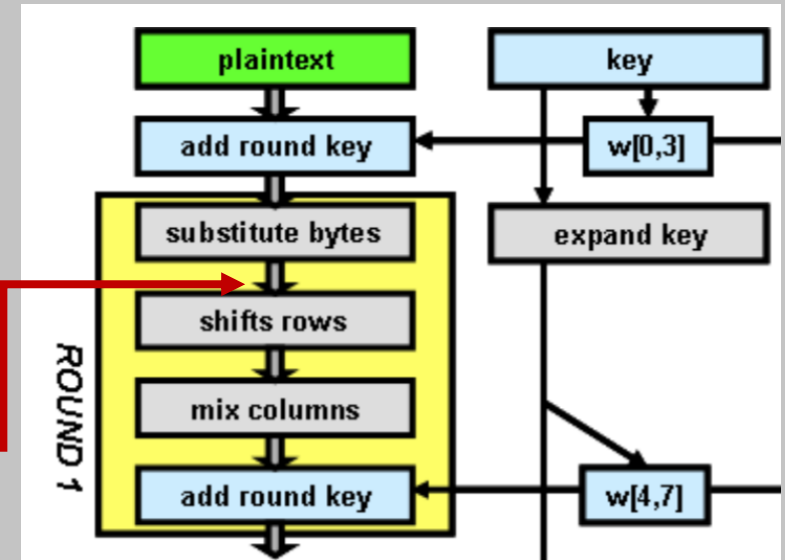 plaintext
key
add round key
w[0,3]
substitute bytes
expand key
shifts rows
mix columns
add round key
w[4,7]
ROUND 1